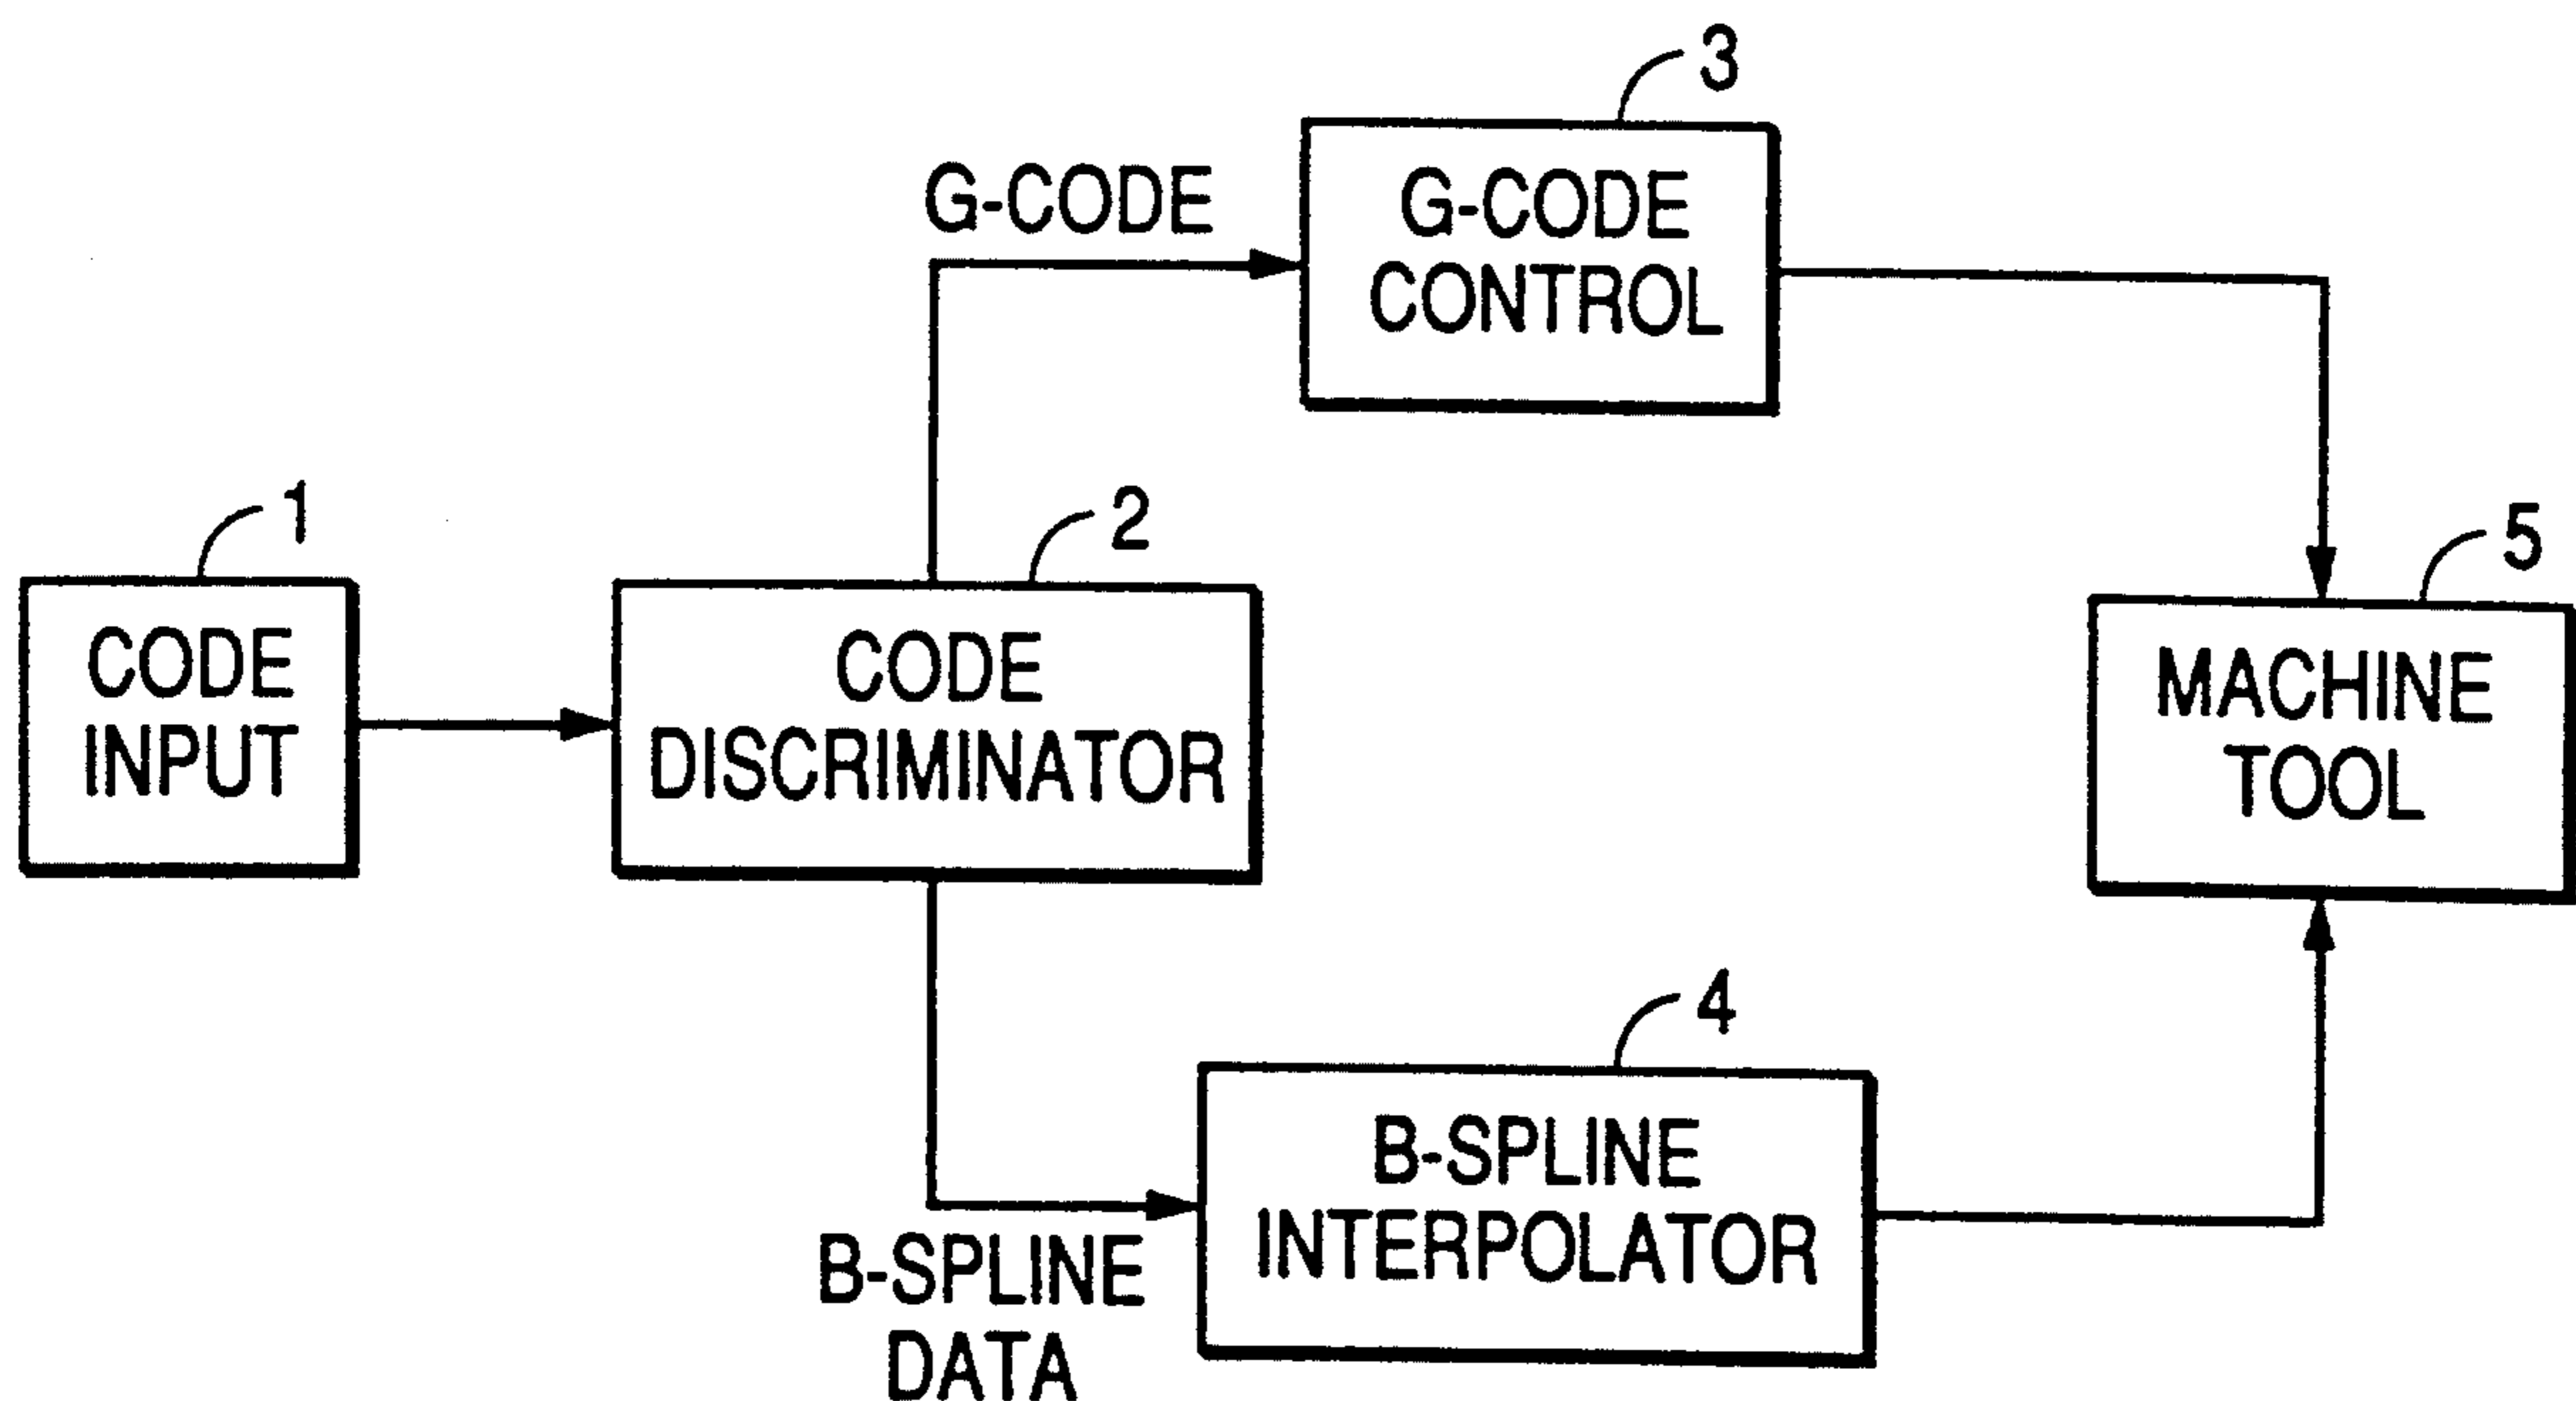 3
G-CODE
G-CODE
CONTROL
1
2
5
CODE
INPUT
CODE
DISCRIMINATOR
MACHINE
TOOL
4
B-SPLINE
INTERPOLATOR
B-SPLINE
DATA